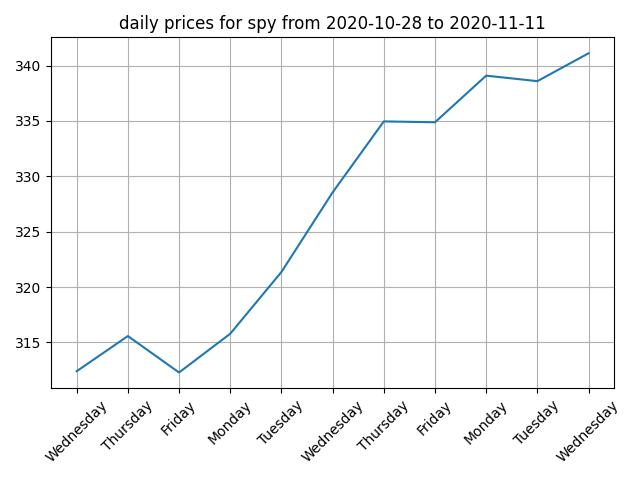 daily prices for spy from 2020-10-28 to 2020-11-11
340
335
330
325
320
315
Wednesday
Thursday
Friday
Monday
Tuesday
Wednesday
Thursday
Friday
Monday
Tuesday
Wednesday